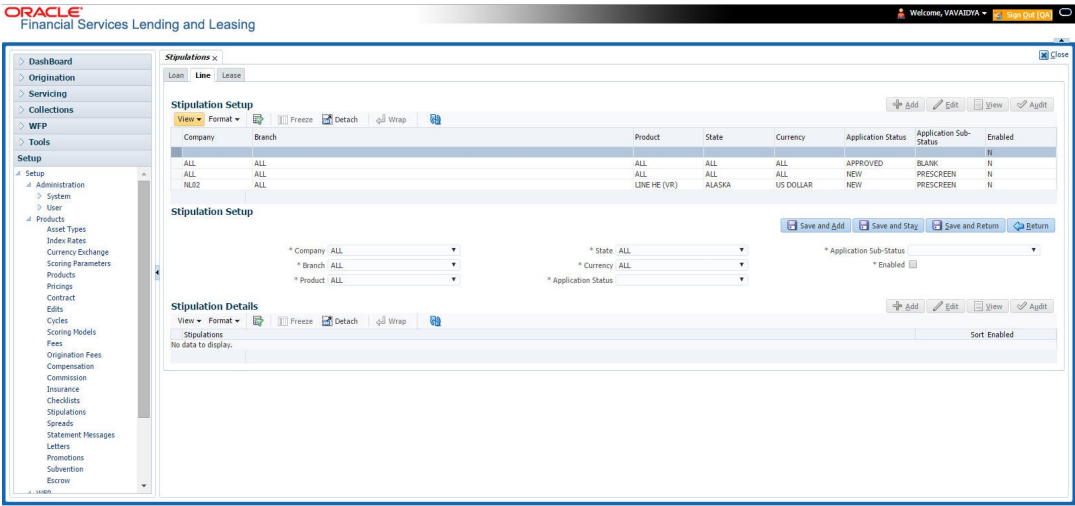 ORACLE
Financial Services Lending and Leasing
Welcome, VAVAIDYA
Sign Out [QA]
Close
DashBoard
Origination
Servicing
Collections
WFP
Tools
Setup
Setup
Administration
System
User
Products
Asset Types
Index Rates
Currency Exchange
Scoring Parameters
Products
Pricings
Contract
Edits
Cycles
Scoring Models
Fees
Origination Fees
Compensation
Commission
Insurance
Checklists
Stipulations
Spreads
Statement Messages
Letters
Promotions
Subvention
Escrow
WFP
Stipulations x
Loan Line Lease
Stipulation Setup
Add Edit View Audit
View Format Freeze Detach Wrap
Company Branch Product State Currency Application Status Application Sub-Status Enabled
N
ALL ALL ALL ALL ALL APPROVED BLANK N
ALL ALL ALL ALL ALL NEW PRESCREEN N
NL02 ALL LINE HE (VR) ALASKA US DOLLAR NEW PRESCREEN N
Stipulation Setup
Save and Add Save and Stay Save and Return Return
* Company ALL * State ALL * Application Sub-Status
* Branch ALL * Currency ALL * Enabled
* Product ALL * Application Status
Stipulation Details
Add Edit View Audit
View Format Freeze Detach Wrap
Stipulations Sort Enabled
No data to display.